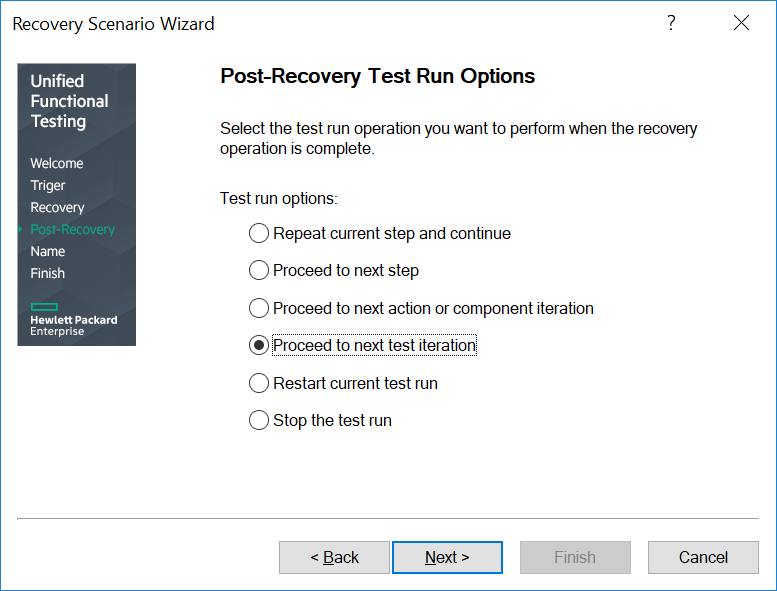 Recovery Scenario Wizard
?
Unified
Functional
Testing
Welcome
Triger
Recovery
Post-Recovery
Name
Finish
Hewlett Packard
Enterprise
Post-Recovery Test Run Options
Select the test run operation you want to perform when the recovery
operation is complete.
Test run options:
Repeat current step and continue
Proceed to next step
Proceed to next action or component iteration
Proceed to next test iteration
Restart current test run
Stop the test run
< Back
Next >
Finish
Cancel